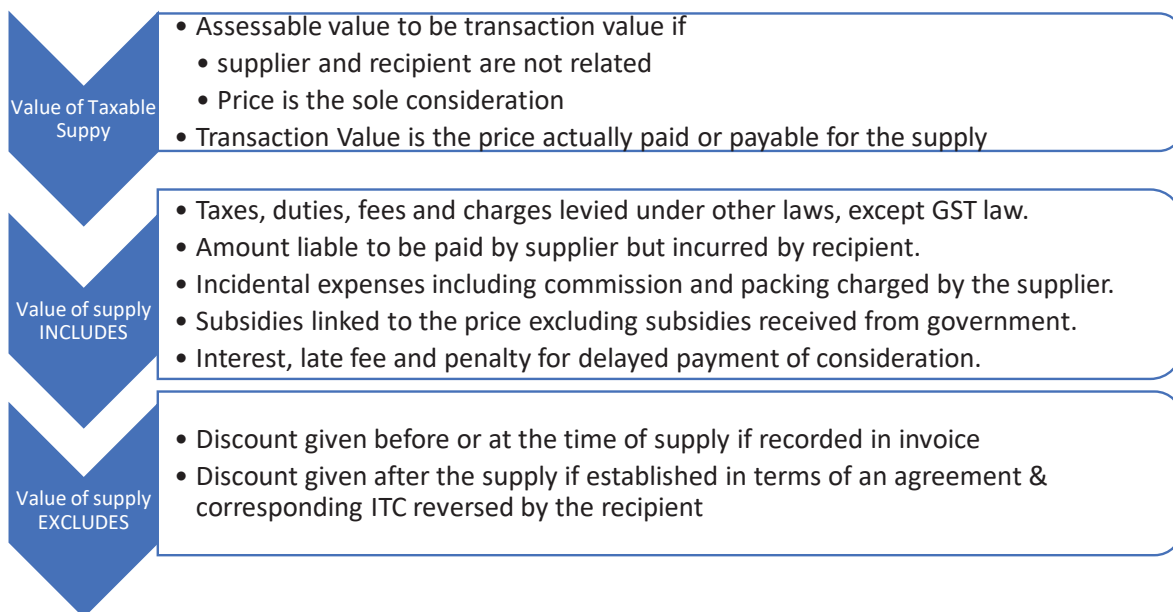 Value of Taxable
Suppy
• Assessable value to be transaction value if
• supplier and recipient are not related
• Price is the sole consideration
• Transaction Value is the price actually paid or payable for the supply
Value of supply
INCLUDES
• Taxes, duties, fees and charges levied under other laws, except GST law.
• Amount liable to be paid by supplier but incurred by recipient.
• Incidental expenses including commission and packing charged by the supplier.
• Subsidies linked to the price excluding subsidies received from government.
• Interest, late fee and penalty for delayed payment of consideration.
Value of supply
EXCLUDES
• Discount given before or at the time of supply if recorded in invoice
• Discount given after the supply if established in terms of an agreement &
corresponding ITC reversed by the recipient